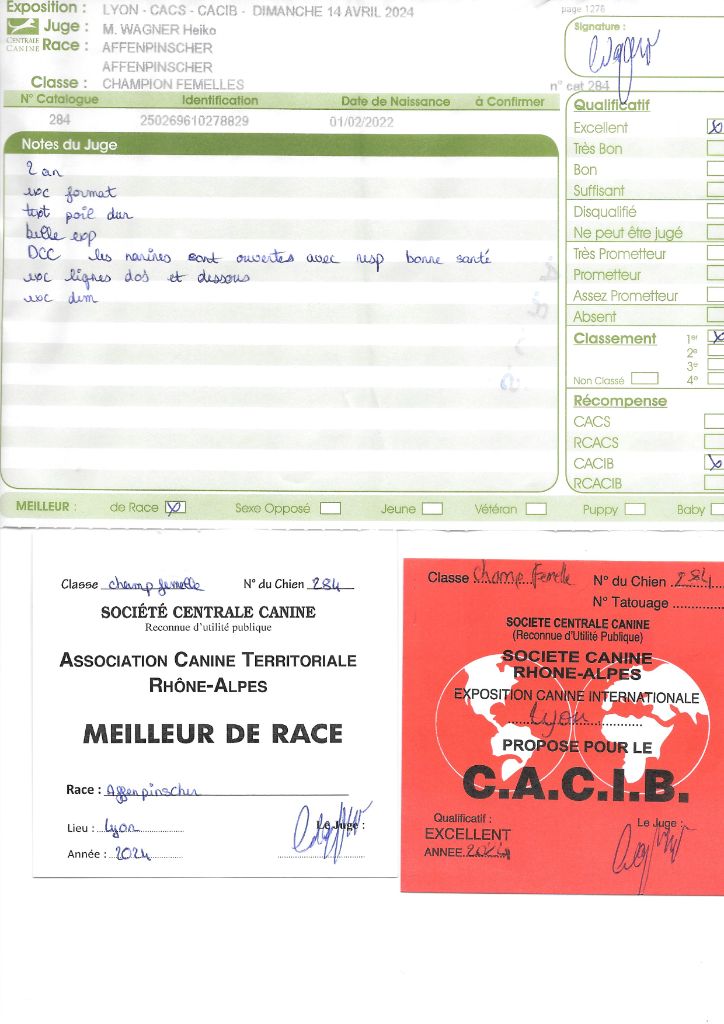 Exposition : LYON - CACS - CACIB - DIMANCHE 14 AVRIL 2024
page 1276
CENTRALE CANINE
Juge : M. WAGNER Heiko
Race : AFFENPINSCHER
AFFENPINSCHER
Classe : CHAMPION FEMELLES
n° cat 284
Signature :
N° Catalogue Identification Date de Naissance à Confirmer
284 250269610278829 01/02/2022
Notes du Juge
2 an
exc format
text poil dur
belle exp
DCC les narines sont ouvertes avec resp bonne santé
exc lignes dos et dessous
exc dim
Qualificatif
Excellent X
Très Bon
Bon
Suffisant
Disqualifié
Ne peut être jugé
Très Prometteur
Prometteur
Assez Prometteur
Absent
Classement 1er X
2e
3e
Non Classé 4e
Récompense
CACS
RCACS
CACIB X
RCACIB
MEILLEUR : de Race X Sexe Opposé Jeune Vétéran Puppy Baby
Classe champ femelle N° du Chien 284
SOCIÉTÉ CENTRALE CANINE
Reconnue d'utilité publique
ASSOCIATION CANINE TERRITORIALE
RHÔNE-ALPES
MEILLEUR DE RACE
Race : Affenpinscher
Lieu : Lyon
Le Juge :
Année : 2024
Classe Champ Femelle N° du Chien 284
N° Tatouage
SOCIETE CENTRALE CANINE
(Reconnue d'Utilité Publique)
SOCIETE CANINE
RHONE-ALPES
EXPOSITION CANINE INTERNATIONALE
Lyon
PROPOSE POUR LE
C.A.C.I.B.
Qualificatif :
EXCELLENT
Le Juge :
ANNEE 2024